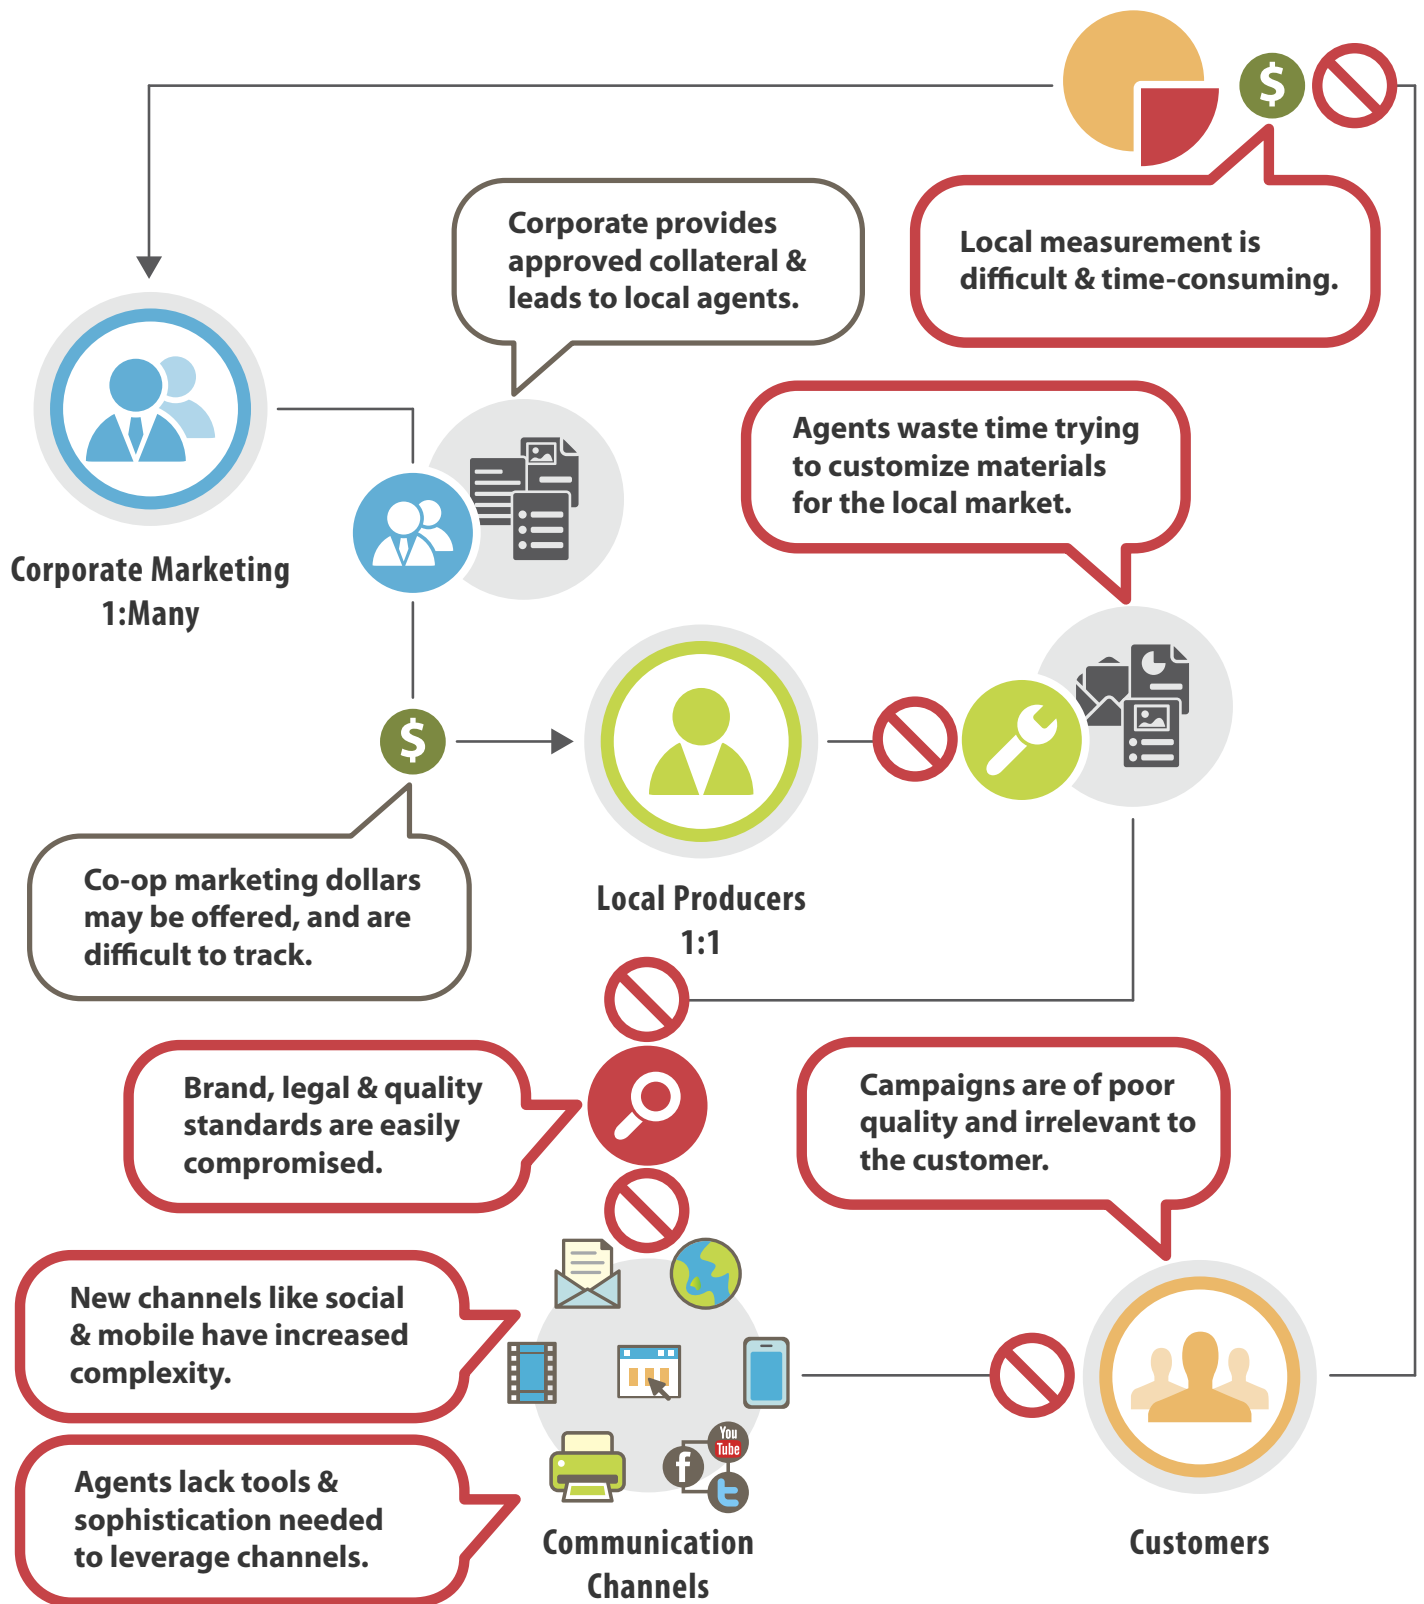 $
Corporate provides
approved collateral &
leads to local agents.
Local measurement is
difficult & time-consuming.
Agents waste time trying
to customize materials
for the local market.
Corporate Marketing
1:Many
$
Co-op marketing dollars
may be offered, and are
difficult to track.
Local Producers
1:1
Brand, legal & quality
standards are easily
compromised.
Campaigns are of poor
quality and irrelevant to
the customer.
New channels like social
& mobile have increased
complexity.
Agents lack tools &
sophistication needed
to leverage channels.
You
Tube
f
t
Communication
Channels
Customers